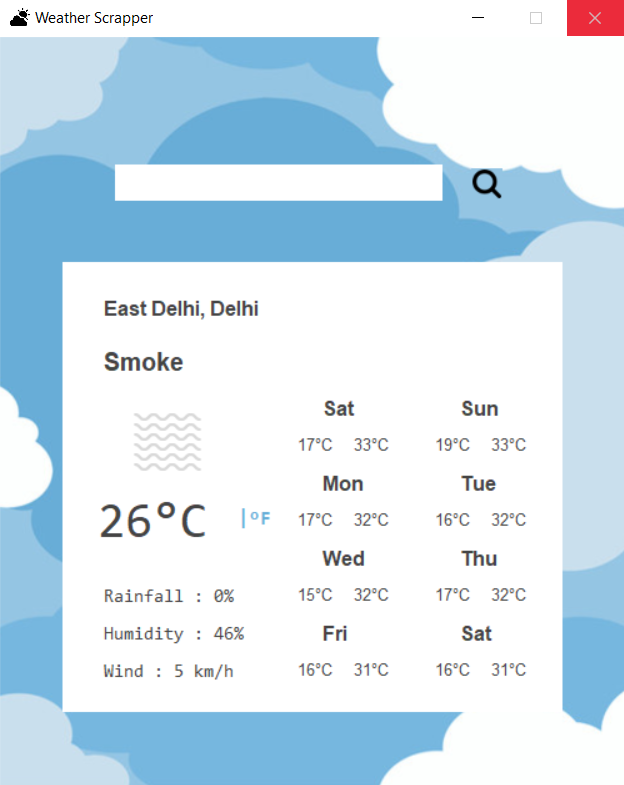 Weather Scrapper
East Delhi, Delhi
Smoke
26°C |°F
Rainfall : 0%
Humidity : 46%
Wind : 5 km/h
Sat Sun
17°C 33°C 19°C 33°C
Mon Tue
17°C 32°C 16°C 32°C
Wed Thu
15°C 32°C 17°C 32°C
Fri Sat
16°C 31°C 16°C 31°C